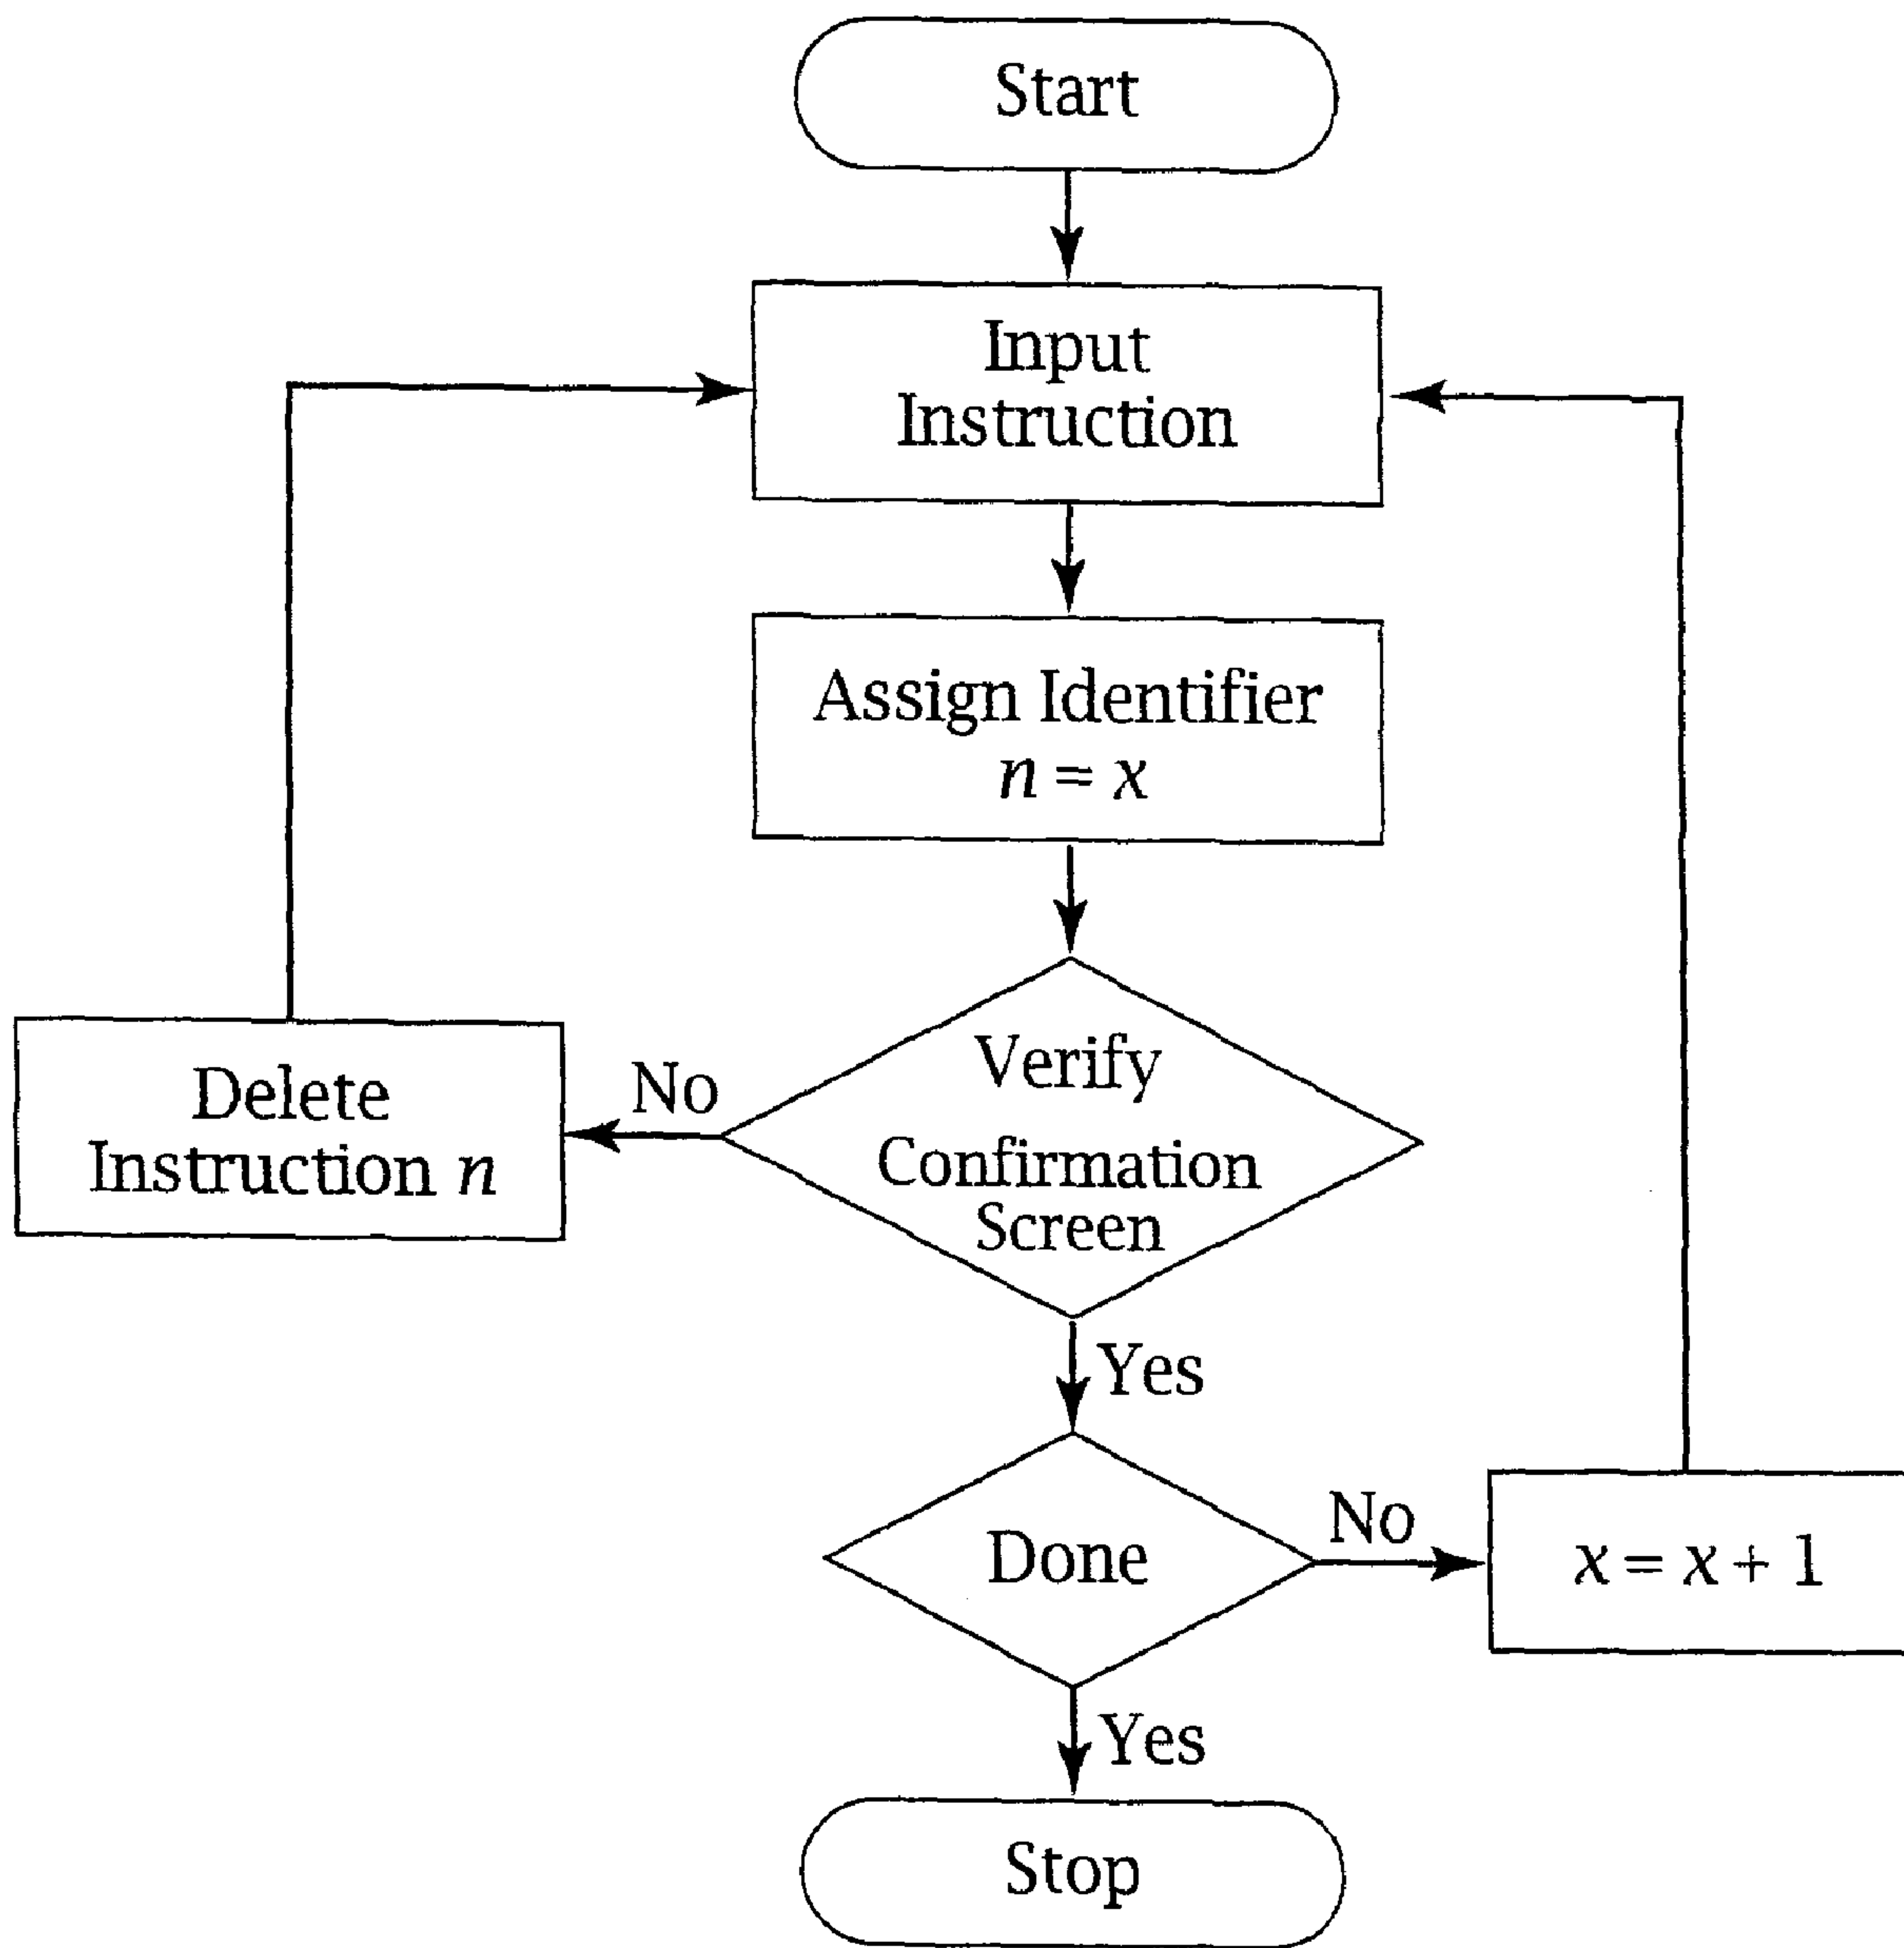 Start
Input
Instruction
Assign Identifier
n = x
Verify
Confirmation
Screen
No
Delete
Instruction n
Yes
Done
No
x = x + 1
Yes
Stop